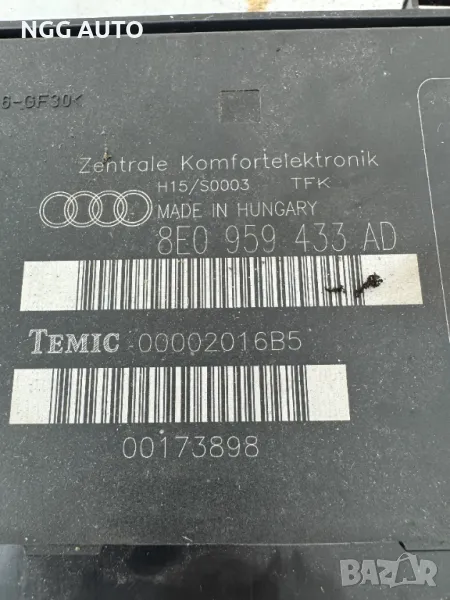 NGG AUTO
6-GF30<
Zentrale Komfortelektronik
H15/S0003 TFK
MADE IN HUNGARY
8E0 959 433 AD
TEMIC 00002016B5
00173898
BAZAR